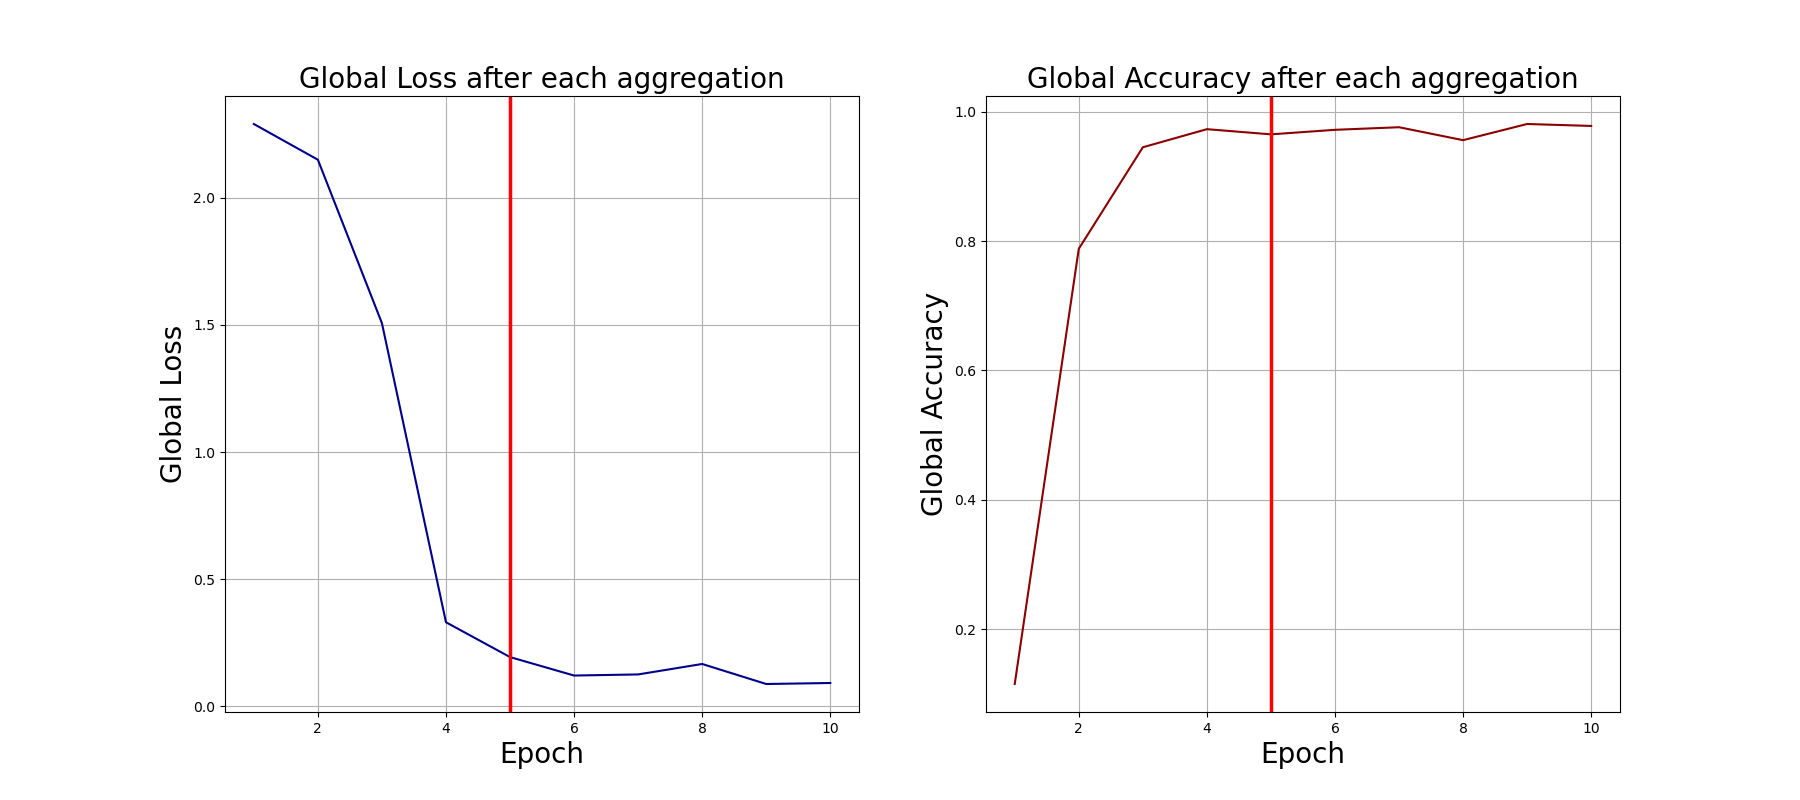 Global Loss after each aggregation
Global Loss
2.0
1.5
1.0
0.5
0.0
2 4 6 8 10
Epoch
Global Accuracy after each aggregation
Global Accuracy
1.0
0.8
0.6
0.4
0.2
2 4 6 8 10
Epoch